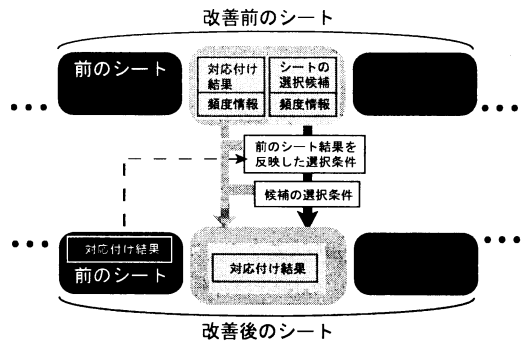 改善前のシート
前のシート
対応付け
結果
頻度情報
シートの
選択候補
頻度情報
前のシート結果を
反映した選択条件
候補の選択条件
対応付け結果
前のシート
対応付け結果
改善後のシート